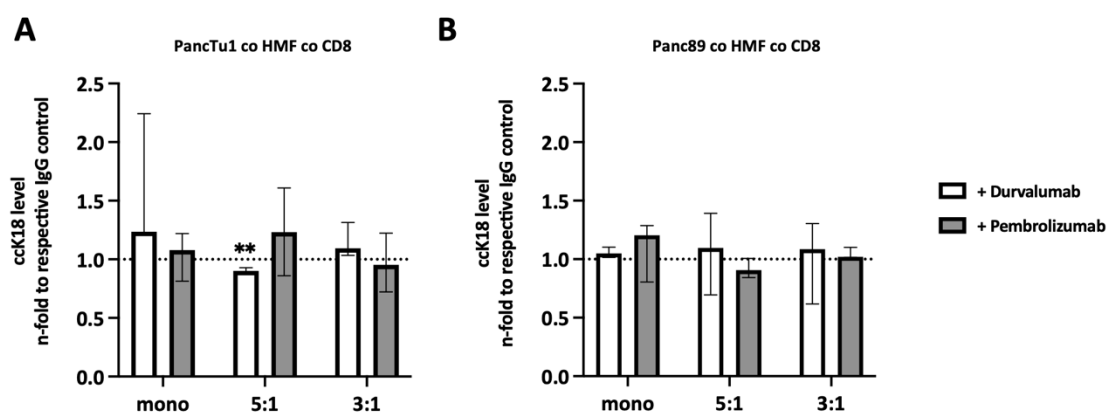 A
PancTu1 co HMF co CD8
ccK18 level
n-fold to respective IgG control
2.5
2.0
1.5
1.0
0.5
0.0
**
mono
5:1
3:1
B
Panc89 co HMF co CD8
ccK18 level
n-fold to respective IgG control
2.5
2.0
1.5
1.0
0.5
0.0
mono
5:1
3:1
+ Durvalumab
+ Pembrolizumab